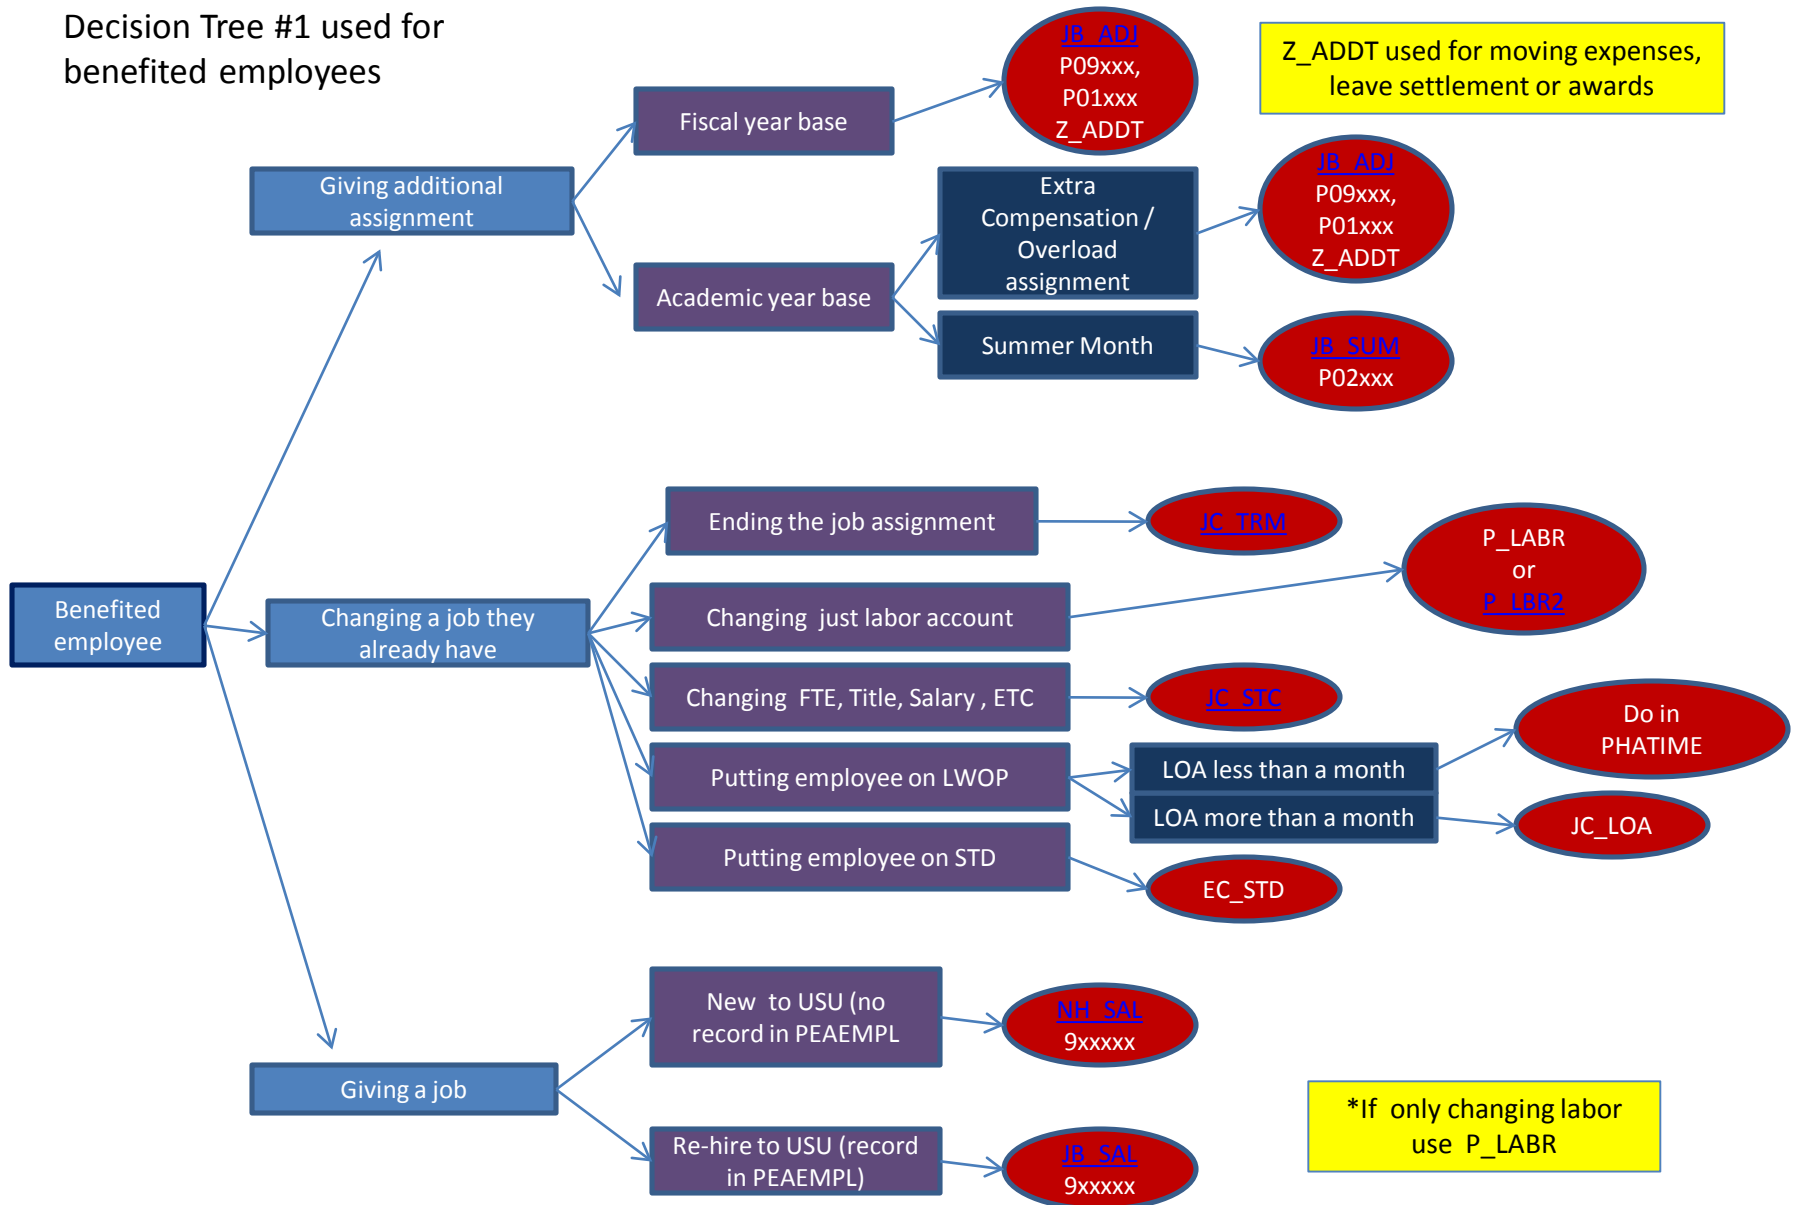 Decision Tree #1 used for
benefited employees
JB_ADJ
P09xxx,
P01xxx
Z_ADDT
Z_ADDT used for moving expenses,
leave settlement or awards
Fiscal year base
Giving additional
assignment
Extra
Compensation /
Overload
assignment
JB_ADJ
P09xxx,
P01xxx
Z_ADDT
Academic year base
Summer Month
JB_SUM
P02xxx
Ending the job assignment
JC_TRM
P_LABR
or
P_LBR2
Benefited
employee
Changing a job they
already have
Changing  just labor account
Changing  FTE, Title, Salary , ETC
JC_STC
Do in
PHATIME
Putting employee on LWOP
LOA less than a month
LOA more than a month
JC_LOA
Putting employee on STD
EC_STD
New  to USU (no
record in PEAEMPL
NH_SAL
9xxxxx
Giving a job
*If  only changing labor
use  P_LABR
Re-hire to USU (record
in PEAEMPL)
JB_SAL
9xxxxx